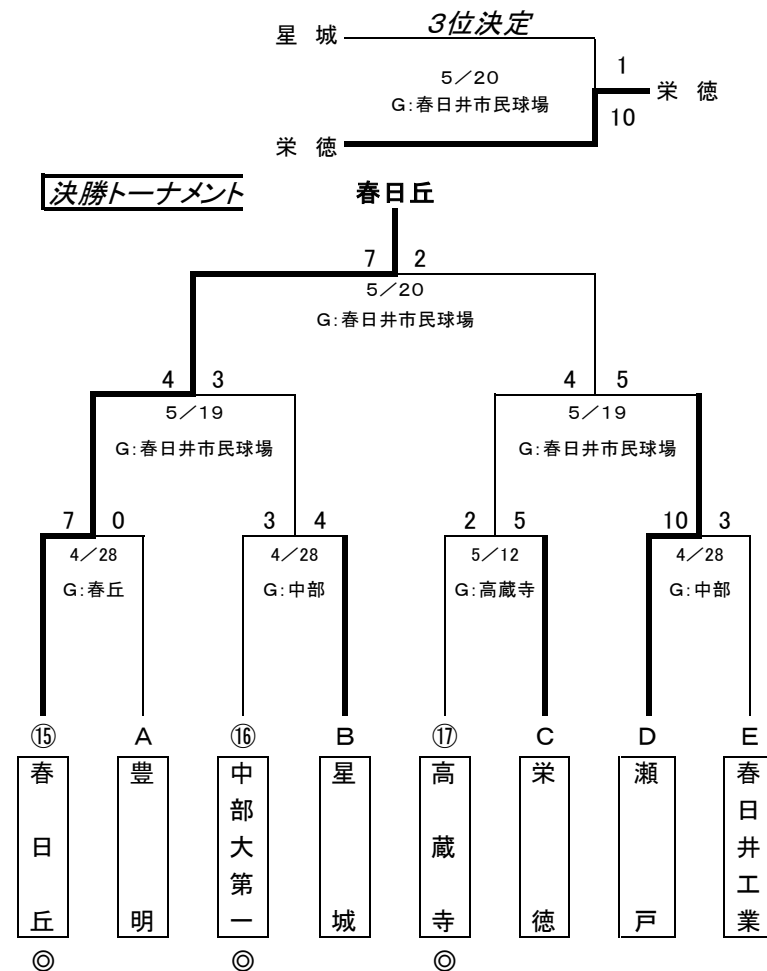 3位決定
星 城
1
5/20
G:春日井市民球場
栄 徳
10
栄 徳
決勝トーナメント
春日丘
7 2
5/20
G:春日井市民球場
4 3
4 5
5/19
5/19
G:春日井市民球場
G:春日井市民球場
7 0
3 4
2 5
10 3
4/28
4/28
5/12
4/28
G:春丘
G:中部
G:高蔵寺
G:中部
⑮ A ⑯ B ⑰ C D E
春日丘
豊明
中部大第一
星城
高蔵寺
栄徳
瀬戸
春日井工業
◎ ◎ ◎